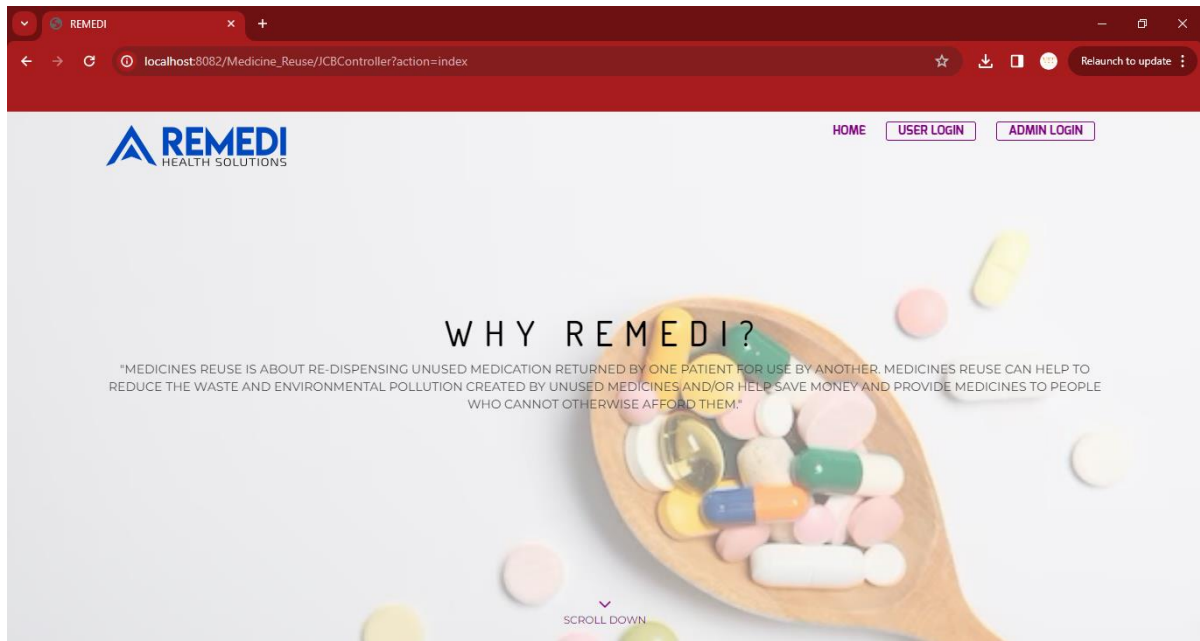 REMEDI
localhost:8082/Medicine_Reuse/JCBController?action=index
Relaunch to update
REMEDI
HEALTH SOLUTIONS
HOME
USER LOGIN
ADMIN LOGIN
WHY REMEDI?
"MEDICINES REUSE IS ABOUT RE-DISPENSING UNUSED MEDICATION RETURNED BY ONE PATIENT FOR USE BY ANOTHER. MEDICINES REUSE CAN HELP TO
REDUCE THE WASTE AND ENVIRONMENTAL POLLUTION CREATED BY UNUSED MEDICINES AND/OR HELP SAVE MONEY AND PROVIDE MEDICINES TO PEOPLE
WHO CANNOT OTHERWISE AFFORD THEM."
SCROLL DOWN